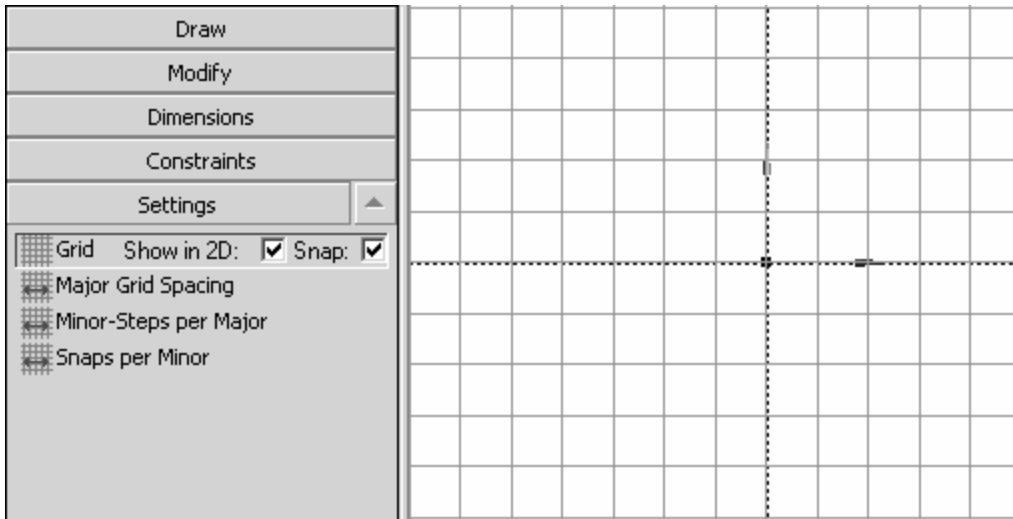 Draw
Modify
Dimensions
Constraints
Settings
Grid Show in 2D: Snap:
Major Grid Spacing
Minor-Steps per Major
Snaps per Minor